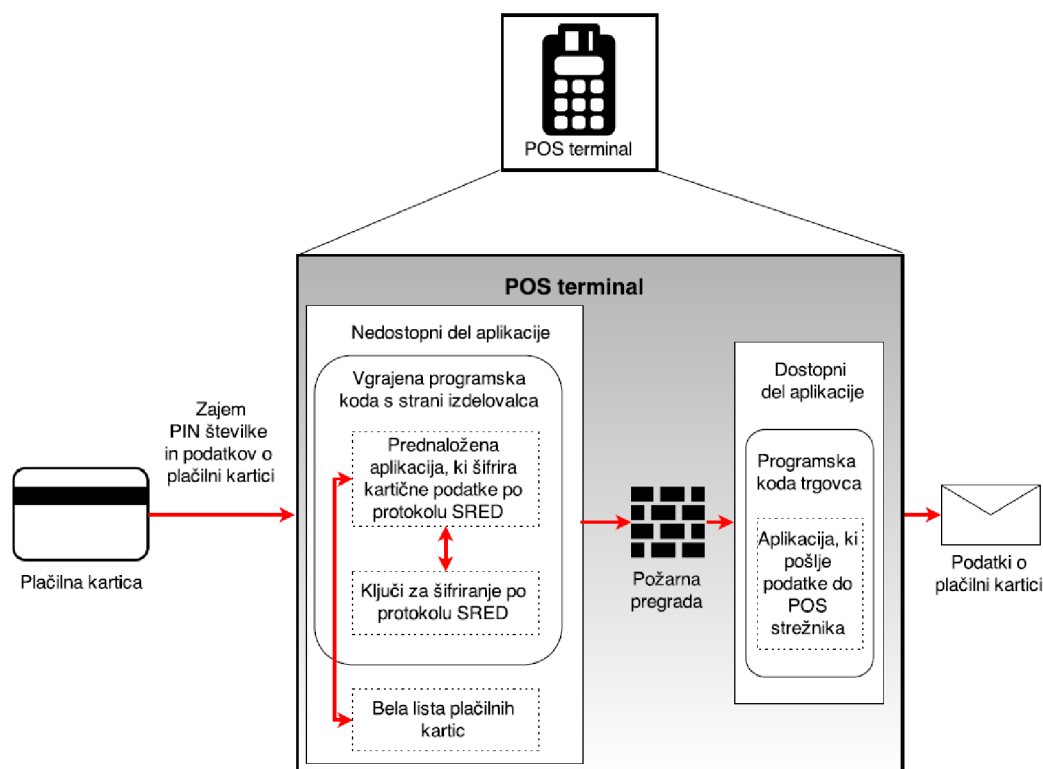 POS terminal
POS terminal
Nedostopni del aplikacije
Vgrajena programska
koda s strani izdelovalca
Prednaložena
aplikacija, ki šifrira
kartične podatke po
protokolu SRED
Ključi za šifriranje po
protokolu SRED
Bela lista plačilnih
kartic
Zajem
PIN številke
in podatkov o
plačilni kartici
Plačilna kartica
Požarna
pregrada
Dostopni
del aplikacije
Programska
koda trgovca
Aplikacija, ki
pošlje
podatke do
POS
strežnika
Podatki o
plačilni kartici